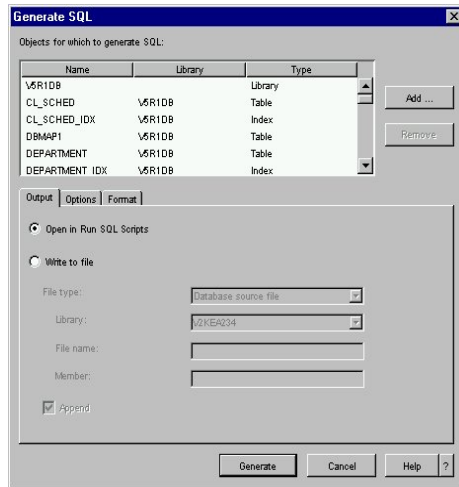 Generate SQL
Objects for which to generate SQL:
Name Library Type
V5R1DB Library
CL_SCHED V5R1DB Table
CL_SCHED_IDX V5R1DB Index
DBMAP1 V5R1DB Table
DEPARTMENT V5R1DB Table
DEPARTMENT_IDX V5R1DB Index
Add ...
Remove
Output Options Format
Open in Run SQL Scripts
Write to file
File type: Database source file
Library: V2KEA234
File name:
Member:
Append
Generate Cancel Help ?